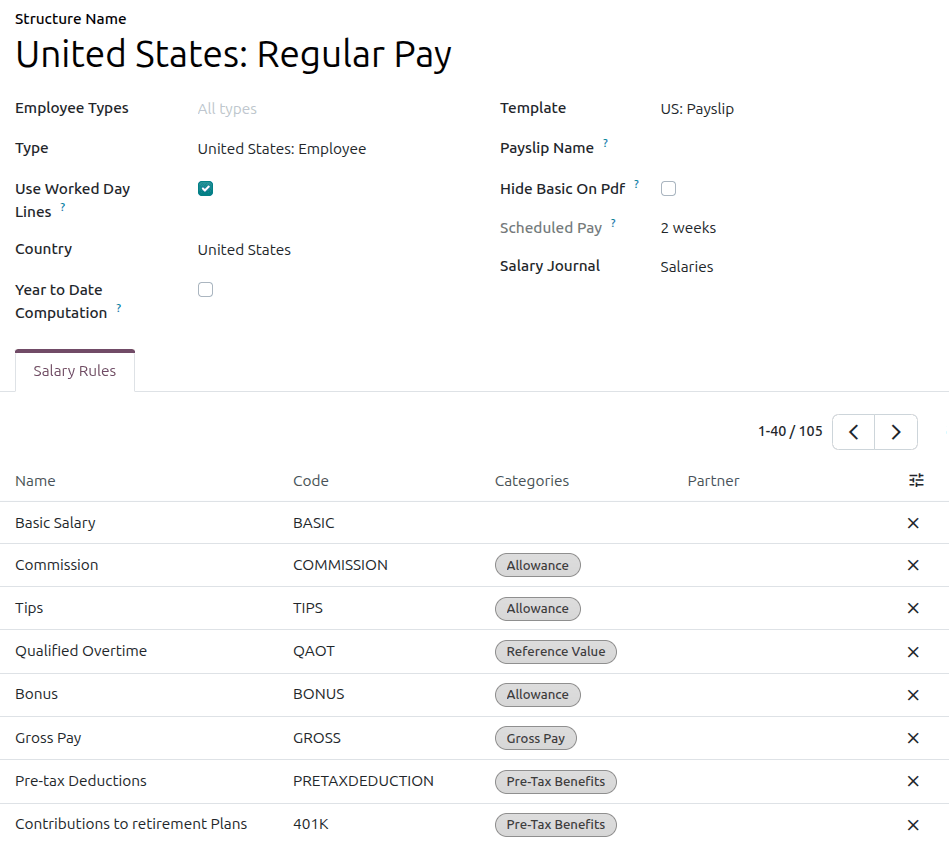 Structure Name
United States: Regular Pay
Employee Types All types
Template US: Payslip
Type United States: Employee
Payslip Name ?
Use Worked Day
Lines ?
Hide Basic On Pdf ?
Scheduled Pay ? 2 weeks
Country United States
Salary Journal Salaries
Year to Date
Computation ?
Salary Rules
1-40 / 105
Name Code Categories Partner
Basic Salary BASIC
Commission COMMISSION Allowance
Tips TIPS Allowance
Qualified Overtime QAOT Reference Value
Bonus BONUS Allowance
Gross Pay GROSS Gross Pay
Pre-tax Deductions PRETAXDEDUCTION Pre-Tax Benefits
Contributions to retirement Plans 401K Pre-Tax Benefits